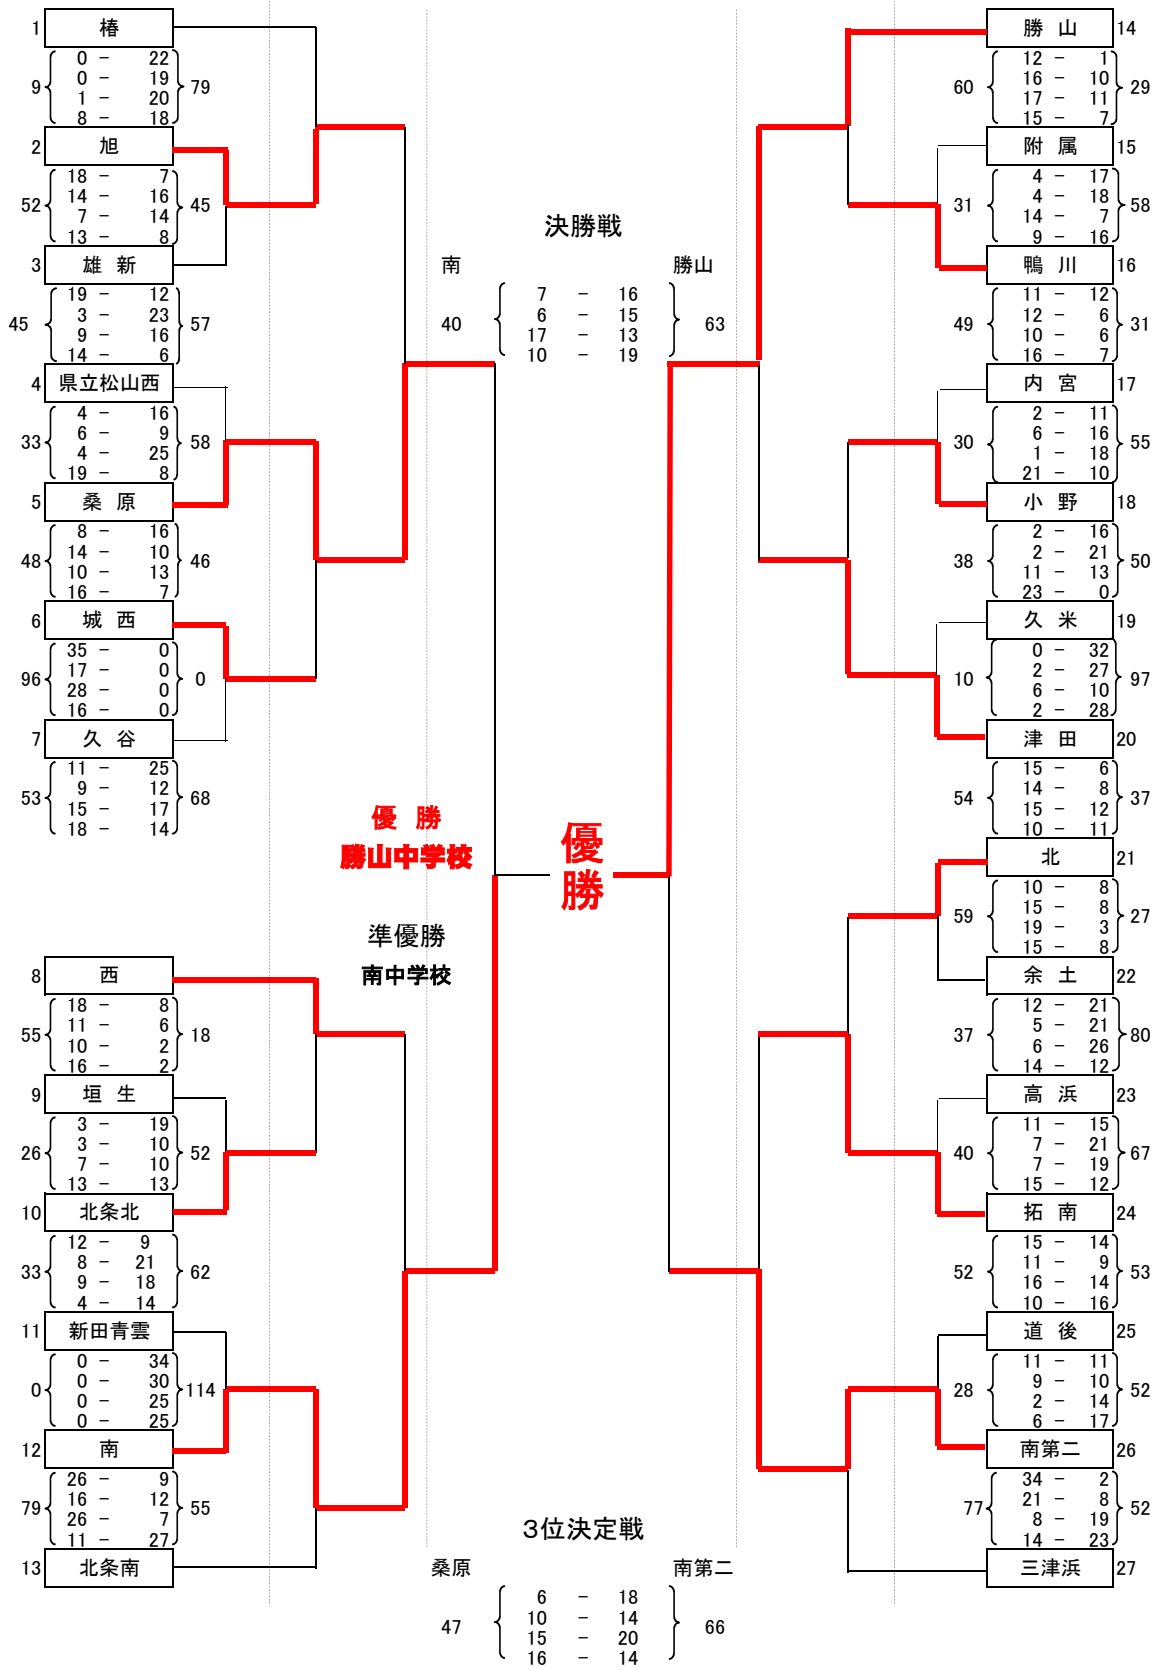 1 椿
0 - 22
0 - 19
9 1 - 20 79
8 - 18
2 旭
18 - 7
14 - 16
52 7 - 14 45
13 - 8
3 雄 新
19 - 12
3 - 23
45 9 - 16 57
14 - 6
4 県立松山西
4 - 16
6 - 9
33 4 - 25 58
19 - 8
5 桑 原
8 - 16
14 - 10
48 10 - 13 46
16 - 7
6 城 西
35 - 0
17 - 0
96 28 - 0 0
16 - 0
7 久 谷
11 - 25
9 - 12
53 15 - 17 68
18 - 14
8 西
18 - 8
11 - 6
55 10 - 2 18
16 - 2
9 垣 生
3 - 19
3 - 10
26 7 - 10 52
13 - 13
10 北条北
12 - 9
8 - 21
33 9 - 18 62
4 - 14
11 新田青雲
0 - 34
0 - 30
0 0 - 25 114
0 - 25
12 南
26 - 9
16 - 12
79 26 - 7 55
11 - 27
13 北条南
決勝戦
南 勝山
7 - 16
6 - 15
40 17 - 13 63
10 - 19
優 勝
勝山中学校
優勝
準優勝
南中学校
3位決定戦
桑原 南第二
6 - 18
10 - 14
47 15 - 20 66
16 - 14
勝 山 14
12 - 1
16 - 10
60 17 - 11 29
15 - 7
附 属 15
4 - 17
4 - 18
31 14 - 7 58
9 - 16
鴨 川 16
11 - 12
12 - 6
49 10 - 6 31
16 - 7
内 宮 17
2 - 11
6 - 16
30 1 - 18 55
21 - 10
小 野 18
2 - 16
2 - 21
38 11 - 13 50
23 - 0
久 米 19
0 - 32
2 - 27
10 6 - 10 97
2 - 28
津 田 20
15 - 6
14 - 8
54 15 - 12 37
10 - 11
北 21
10 - 8
15 - 8
59 19 - 3 27
15 - 8
余 土 22
12 - 21
5 - 21
37 6 - 26 80
14 - 12
高 浜 23
11 - 15
7 - 21
40 7 - 19 67
15 - 12
拓 南 24
15 - 14
11 - 9
52 16 - 14 53
10 - 16
道 後 25
11 - 11
9 - 10
28 2 - 14 52
6 - 17
南第二 26
34 - 2
21 - 8
77 8 - 19 52
14 - 23
三津浜 27